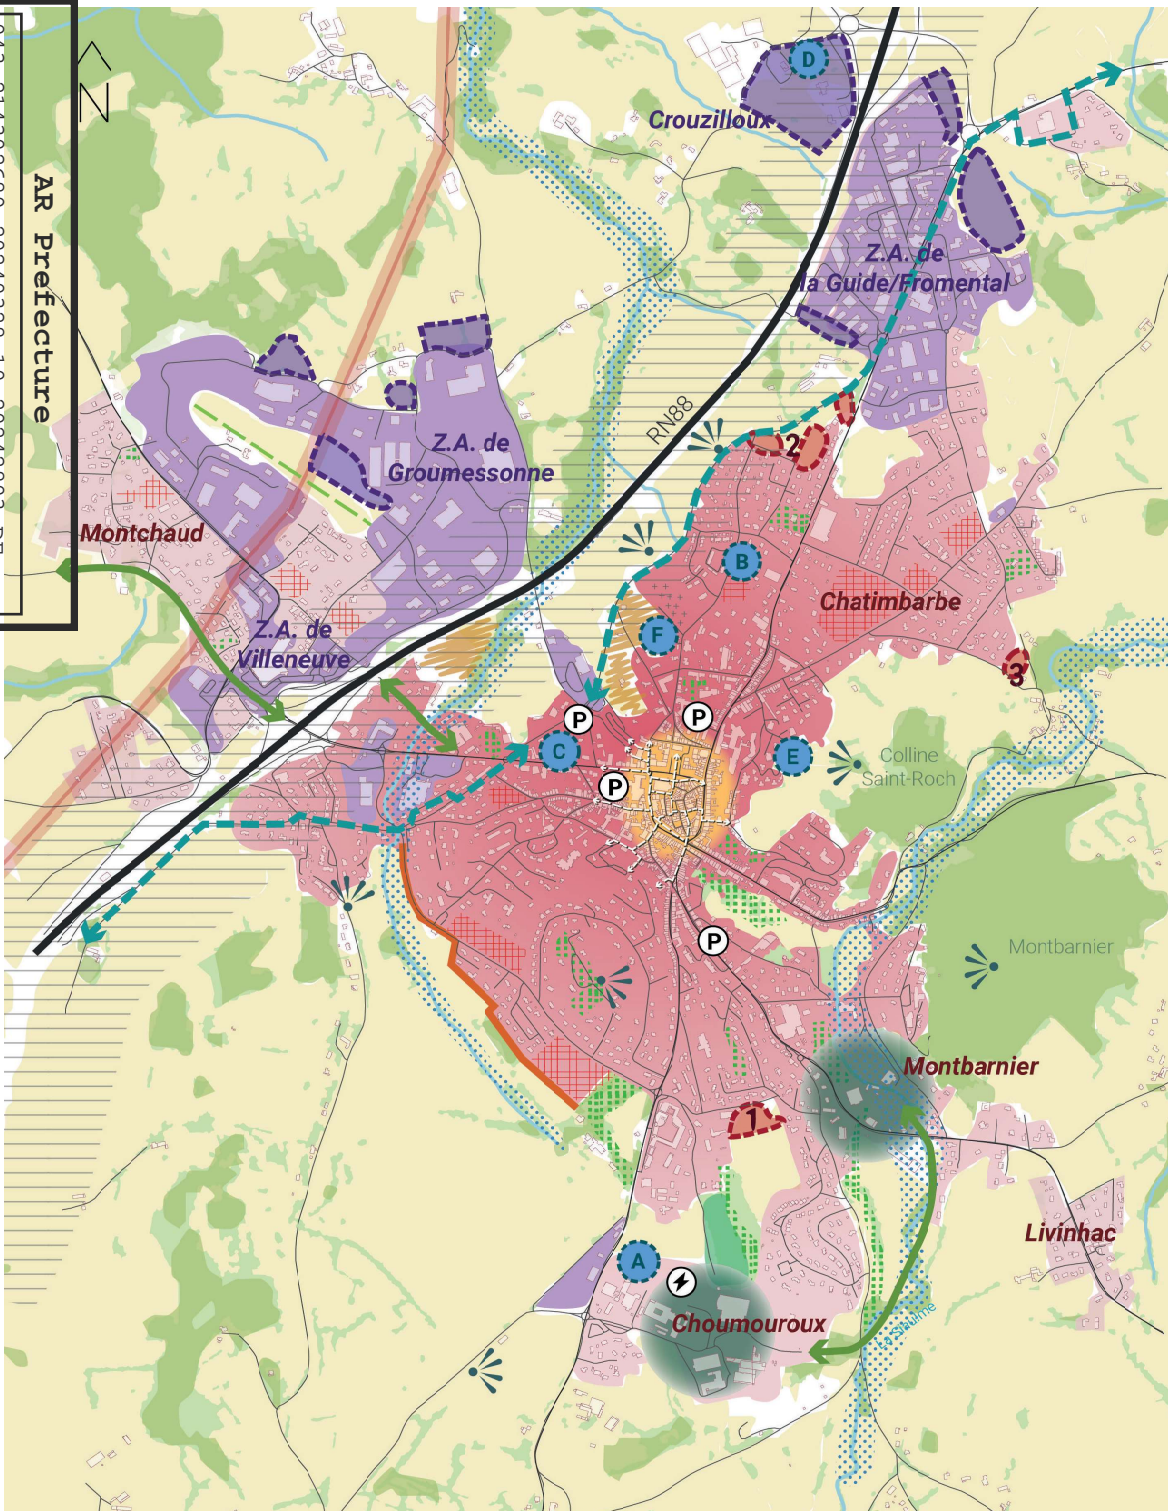 AR Prefecture
D
Crouzilloux
Z.A. de
la Guide/Fromental
RN88
Z.A. de
Groumessonne
2
Montchaud
B
Chatimbarbe
Z.A. de
Villeneuve
F
3
P
P
C
E
Colline
Saint-Roch
P
P
Montbarnier
Montbarnier
1
Livinhac
A
Choumouroux